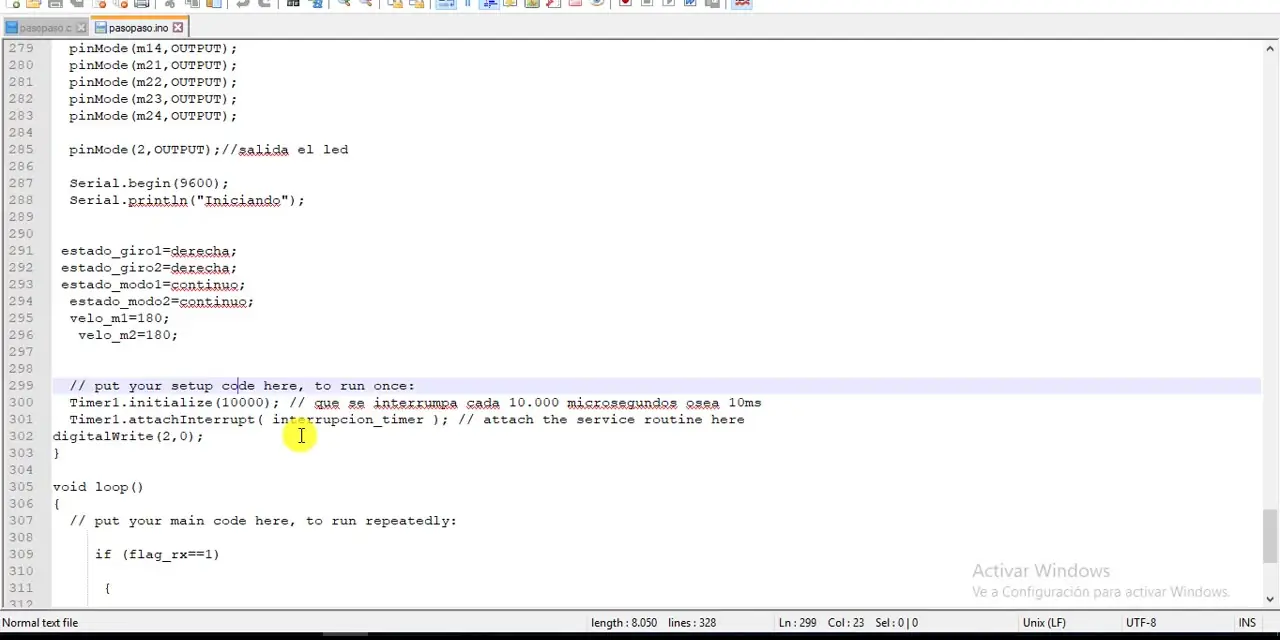 pasopaso.c pasopaso.ino
279 pinMode(m14,OUTPUT);
280 pinMode(m21,OUTPUT);
281 pinMode(m22,OUTPUT);
282 pinMode(m23,OUTPUT);
283 pinMode(m24,OUTPUT);
284
285 pinMode(2,OUTPUT);//salida el led
286
287 Serial.begin(9600);
288 Serial.println("Iniciando");
289
290
291 estado_giro1=derecha;
292 estado_giro2=derecha;
293 estado_modo1=continuo;
294 estado_modo2=continuo;
295 velo_m1=180;
296 velo_m2=180;
297
298
299 // put your setup code here, to run once:
300 Timer1.initialize(10000); // que se interrumpa cada 10.000 microsegundos osea 10ms
301 Timer1.attachInterrupt( interrupcion_timer ); // attach the service routine here
302 digitalWrite(2,0);
303 }
304
305 void loop()
306 {
307 // put your main code here, to run repeatedly:
308
309 if (flag_rx==1)
310
311 {
312
Activar Windows
Ve a Configuración para activar Windows.
Normal text file length : 8.050 lines : 328 Ln : 299 Col : 23 Sel : 0 | 0 Unix (LF) UTF-8 INS